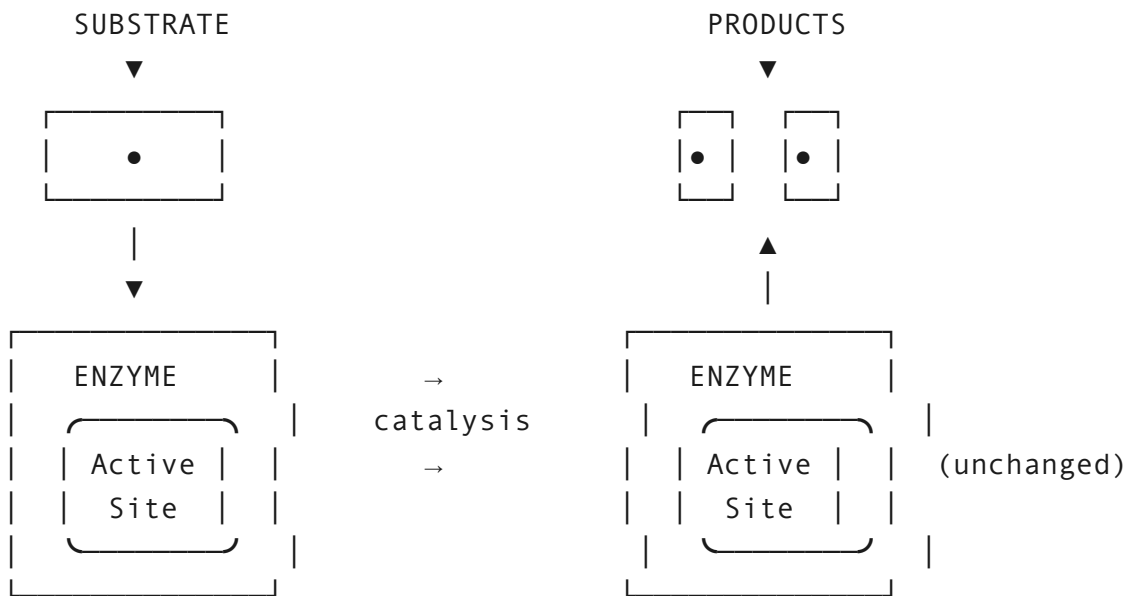 SUBSTRATE PRODUCTS
ENZYME → ENZYME
catalysis
Active → Active (unchanged)
Site Site